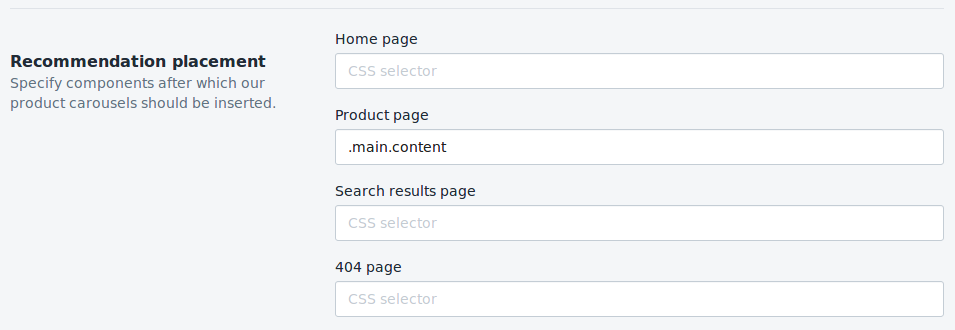 Recommendation placement
Specify components after which our
product carousels should be inserted.
Home page
CSS selector
Product page
.main.content
Search results page
CSS selector
404 page
CSS selector